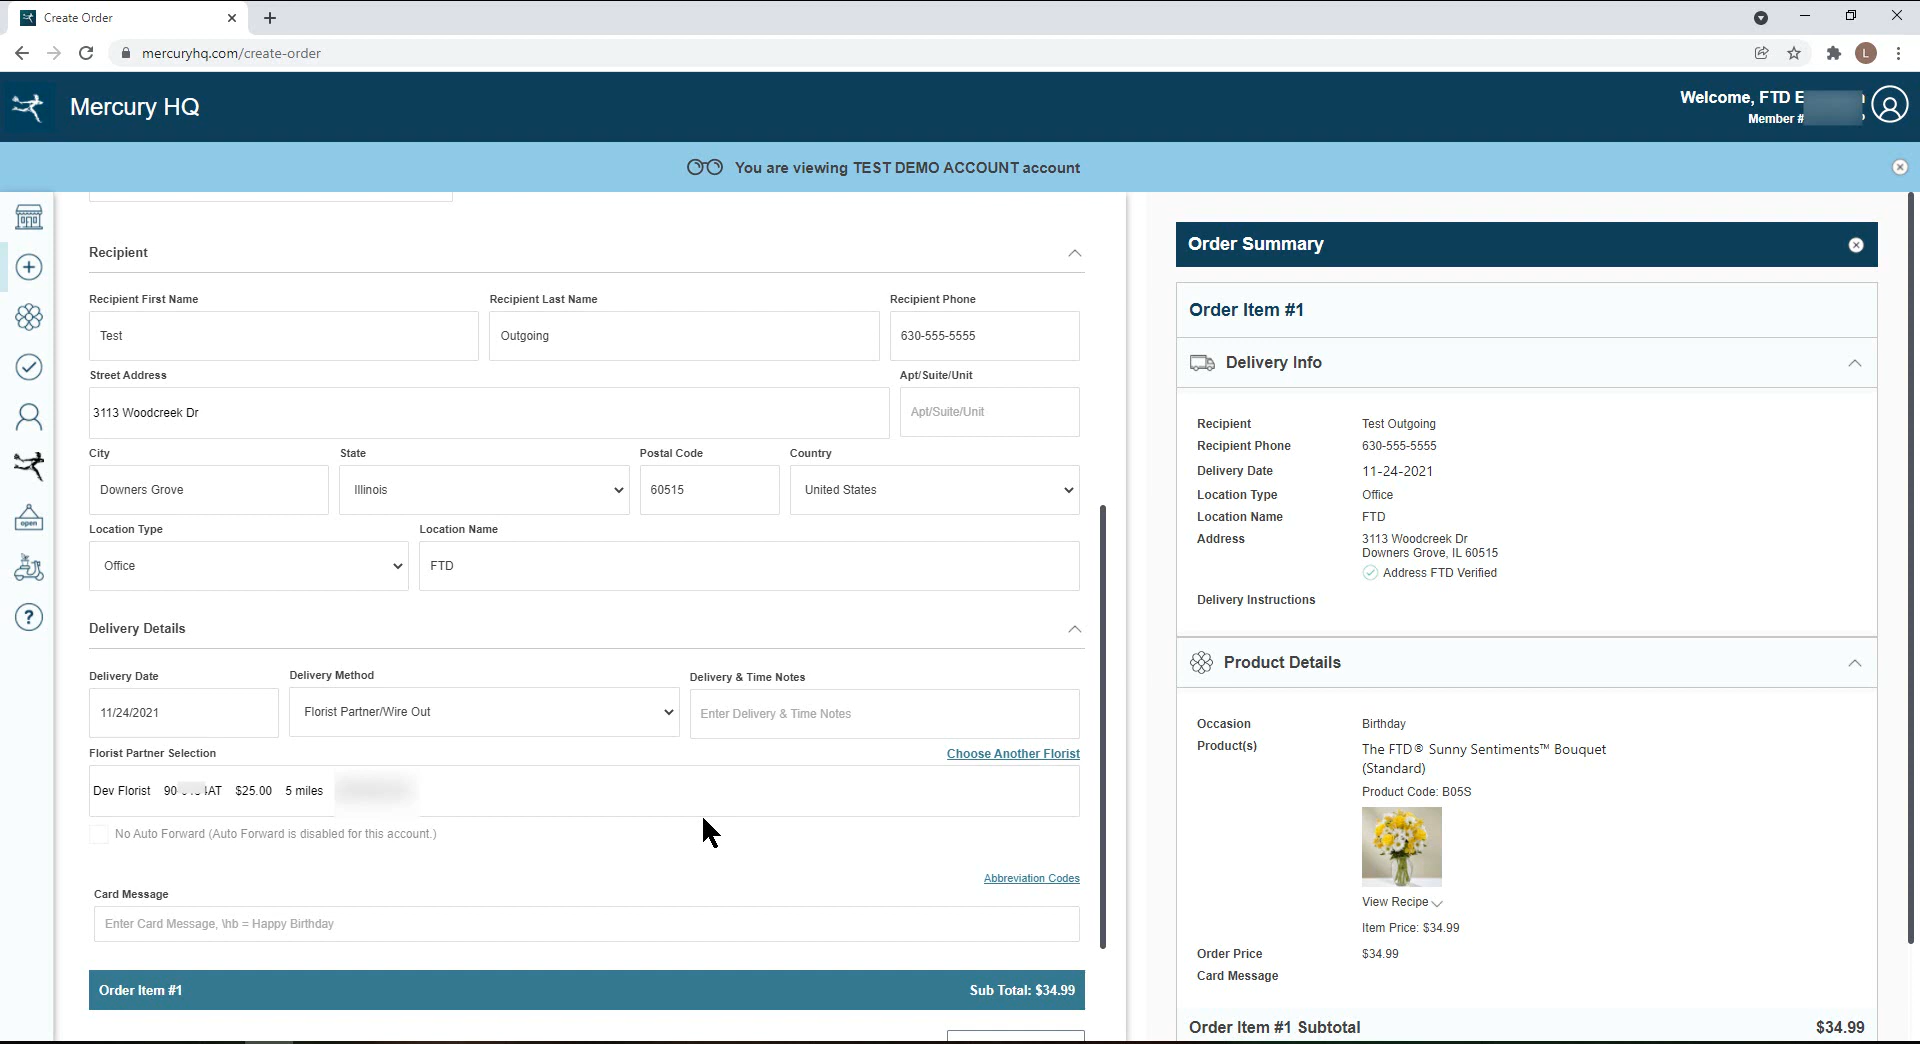 Create Order
mercuryhq.com/create-order
L
Mercury HQ
Welcome, FTD E
Member #
You are viewing TEST DEMO ACCOUNT account
open
?
Recipient
Recipient First Name
Recipient Last Name
Recipient Phone
Test
Outgoing
630-555-5555
Street Address
Apt/Suite/Unit
3113 Woodcreek Dr
Apt/Suite/Unit
City
State
Postal Code
Country
Downers Grove
Illinois
60515
United States
Location Type
Location Name
Office
FTD
Delivery Details
Delivery Date
Delivery Method
Delivery & Time Notes
11/24/2021
Florist Partner/Wire Out
Enter Delivery & Time Notes
Florist Partner Selection
Choose Another Florist
Dev Florist $25.00 5 miles
No Auto Forward (Auto Forward is disabled for this account.)
Abbreviation Codes
Card Message
Enter Card Message, \hb = Happy Birthday
Order Item #1
Sub Total: $34.99
Order Summary
Order Item #1
Delivery Info
Recipient
Test Outgoing
Recipient Phone
630-555-5555
Delivery Date
11-24-2021
Location Type
Office
Location Name
FTD
Address
3113 Woodcreek Dr
Downers Grove, IL 60515
Address FTD Verified
Delivery Instructions
Product Details
Occasion
Birthday
Product(s)
The FTD® Sunny Sentiments™ Bouquet
(Standard)
Product Code: B05S
View Recipe
Item Price: $34.99
Order Price
$34.99
Card Message
Order Item #1 Subtotal
$34.99